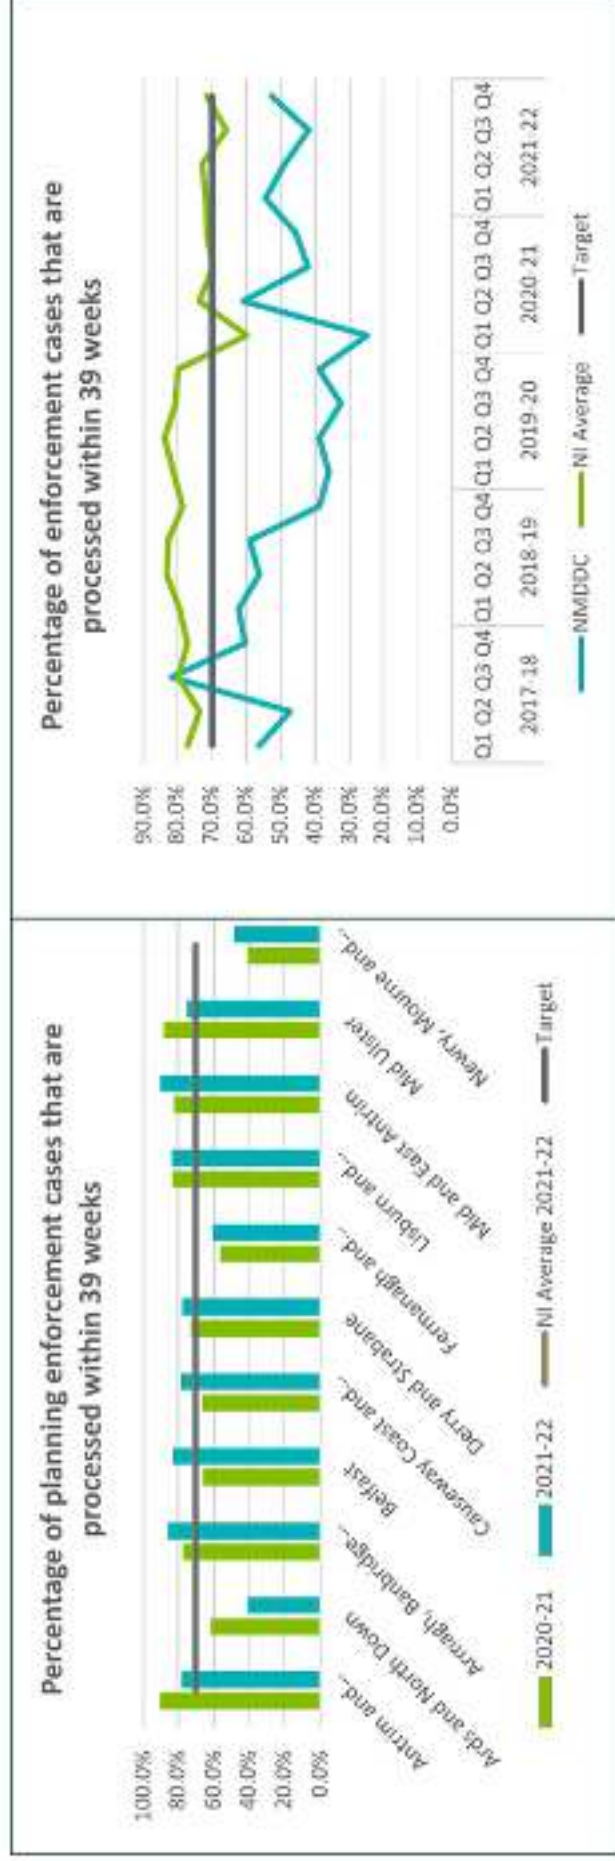 Percentage of planning enforcement cases that are
processed within 39 weeks
100.0%
80.0%
60.0%
40.0%
20.0%
0.0%
Antrim and...
Ards and North Down
Armagh, Banbridge...
Belfast
Causeway Coast and...
Derry and Strabane
Fermanagh and...
Lisburn and...
Mid and East Antrim
Mid Ulster
Newry, Mourne and...
2020-21 2021-22 NI Average 2021-22 Target
Percentage of enforcement cases that are
processed within 39 weeks
90.0%
80.0%
70.0%
60.0%
50.0%
40.0%
30.0%
20.0%
10.0%
0.0%
Q1 Q2 Q3 Q4 Q1 Q2 Q3 Q4 Q1 Q2 Q3 Q4 Q1 Q2 Q3 Q4 Q1 Q2 Q3 Q4
2017-18 2018-19 2019-20 2020-21 2021-22
NMDDC NI Average Target